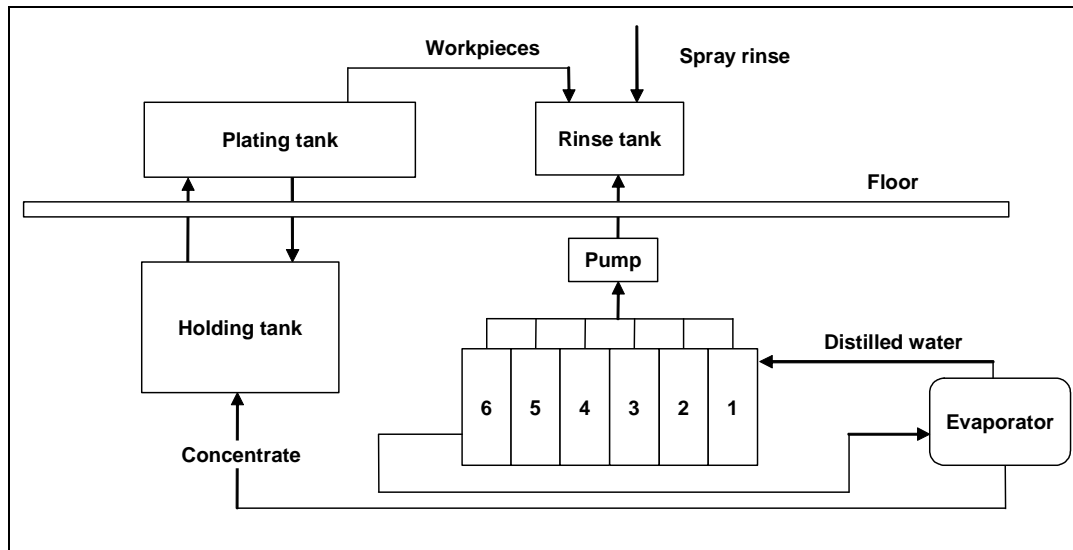 Workpieces
Spray rinse
Plating tank
Rinse tank
Floor
Pump
Holding tank
Distilled water
6 5 4 3 2 1
Evaporator
Concentrate